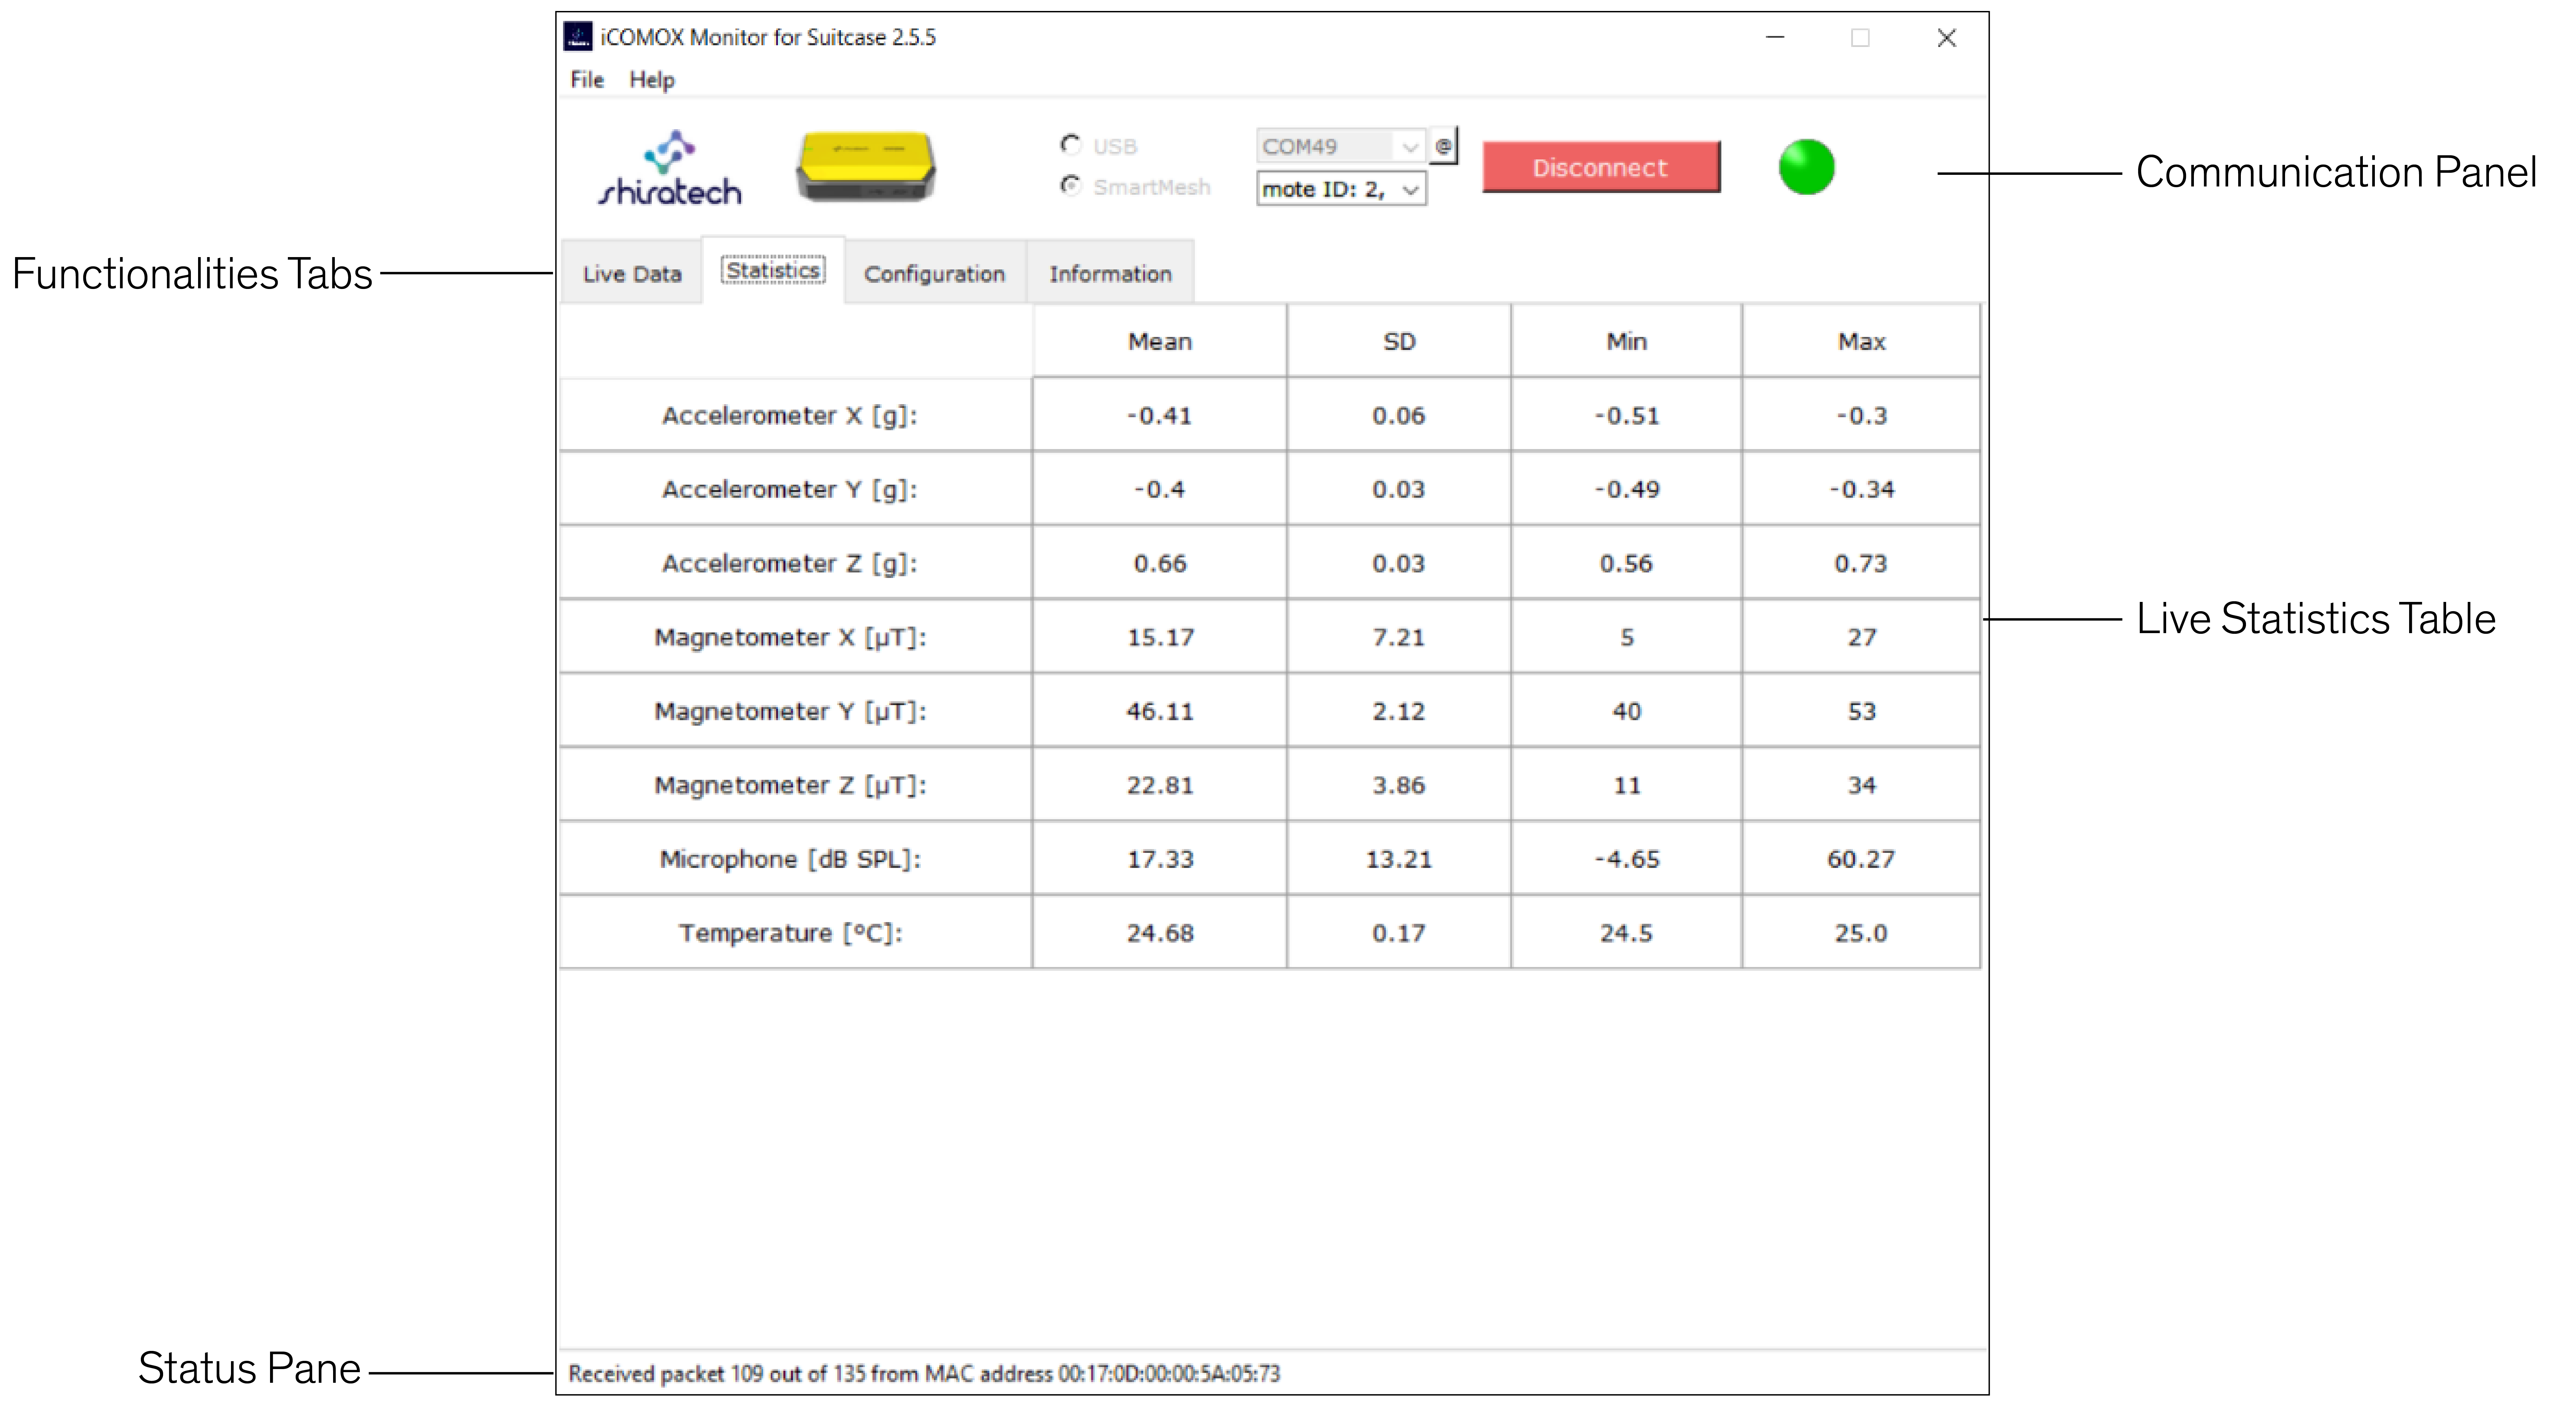 iCOMOX Monitor for Suitcase 2.5.5
File Help
shiratech
USB
COM49 @
SmartMesh
mote ID: 2,
Disconnect
Communication Panel
Functionalities Tabs
Live Data Statistics Configuration Information
Mean SD Min Max
Accelerometer X [g]: -0.41 0.06 -0.51 -0.3
Accelerometer Y [g]: -0.4 0.03 -0.49 -0.34
Accelerometer Z [g]: 0.66 0.03 0.56 0.73
Live Statistics Table
Magnetometer X [µT]: 15.17 7.21 5 27
Magnetometer Y [µT]: 46.11 2.12 40 53
Magnetometer Z [µT]: 22.81 3.86 11 34
Microphone [dB SPL]: 17.33 13.21 -4.65 60.27
Temperature [°C]: 24.68 0.17 24.5 25.0
Status Pane
Received packet 109 out of 135 from MAC address 00:17:0D:00:00:5A:05:73